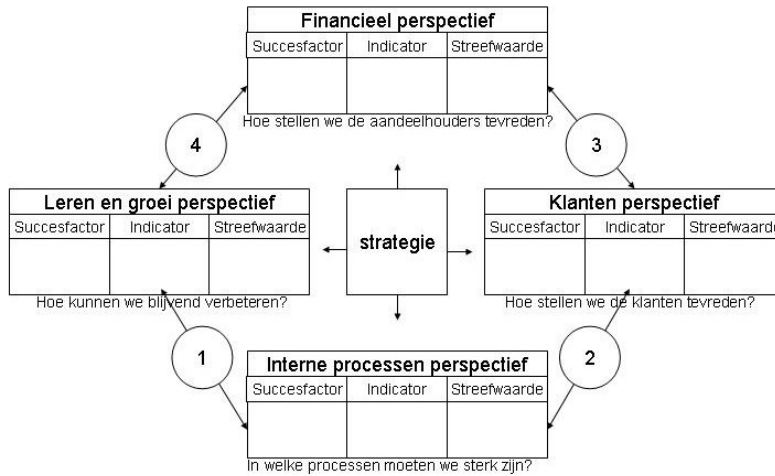 Financieel perspectief
Succesfactor Indicator Streefwaarde
Hoe stellen we de aandeelhouders tevreden?
4
3
Leren en groei perspectief
Succesfactor Indicator Streefwaarde
Hoe kunnen we blijvend verbeteren?
strategie
Klanten perspectief
Succesfactor Indicator Streefwaarde
Hoe stellen we de klanten tevreden?
1
2
Interne processen perspectief
Succesfactor Indicator Streefwaarde
In welke processen moeten we sterk zijn?